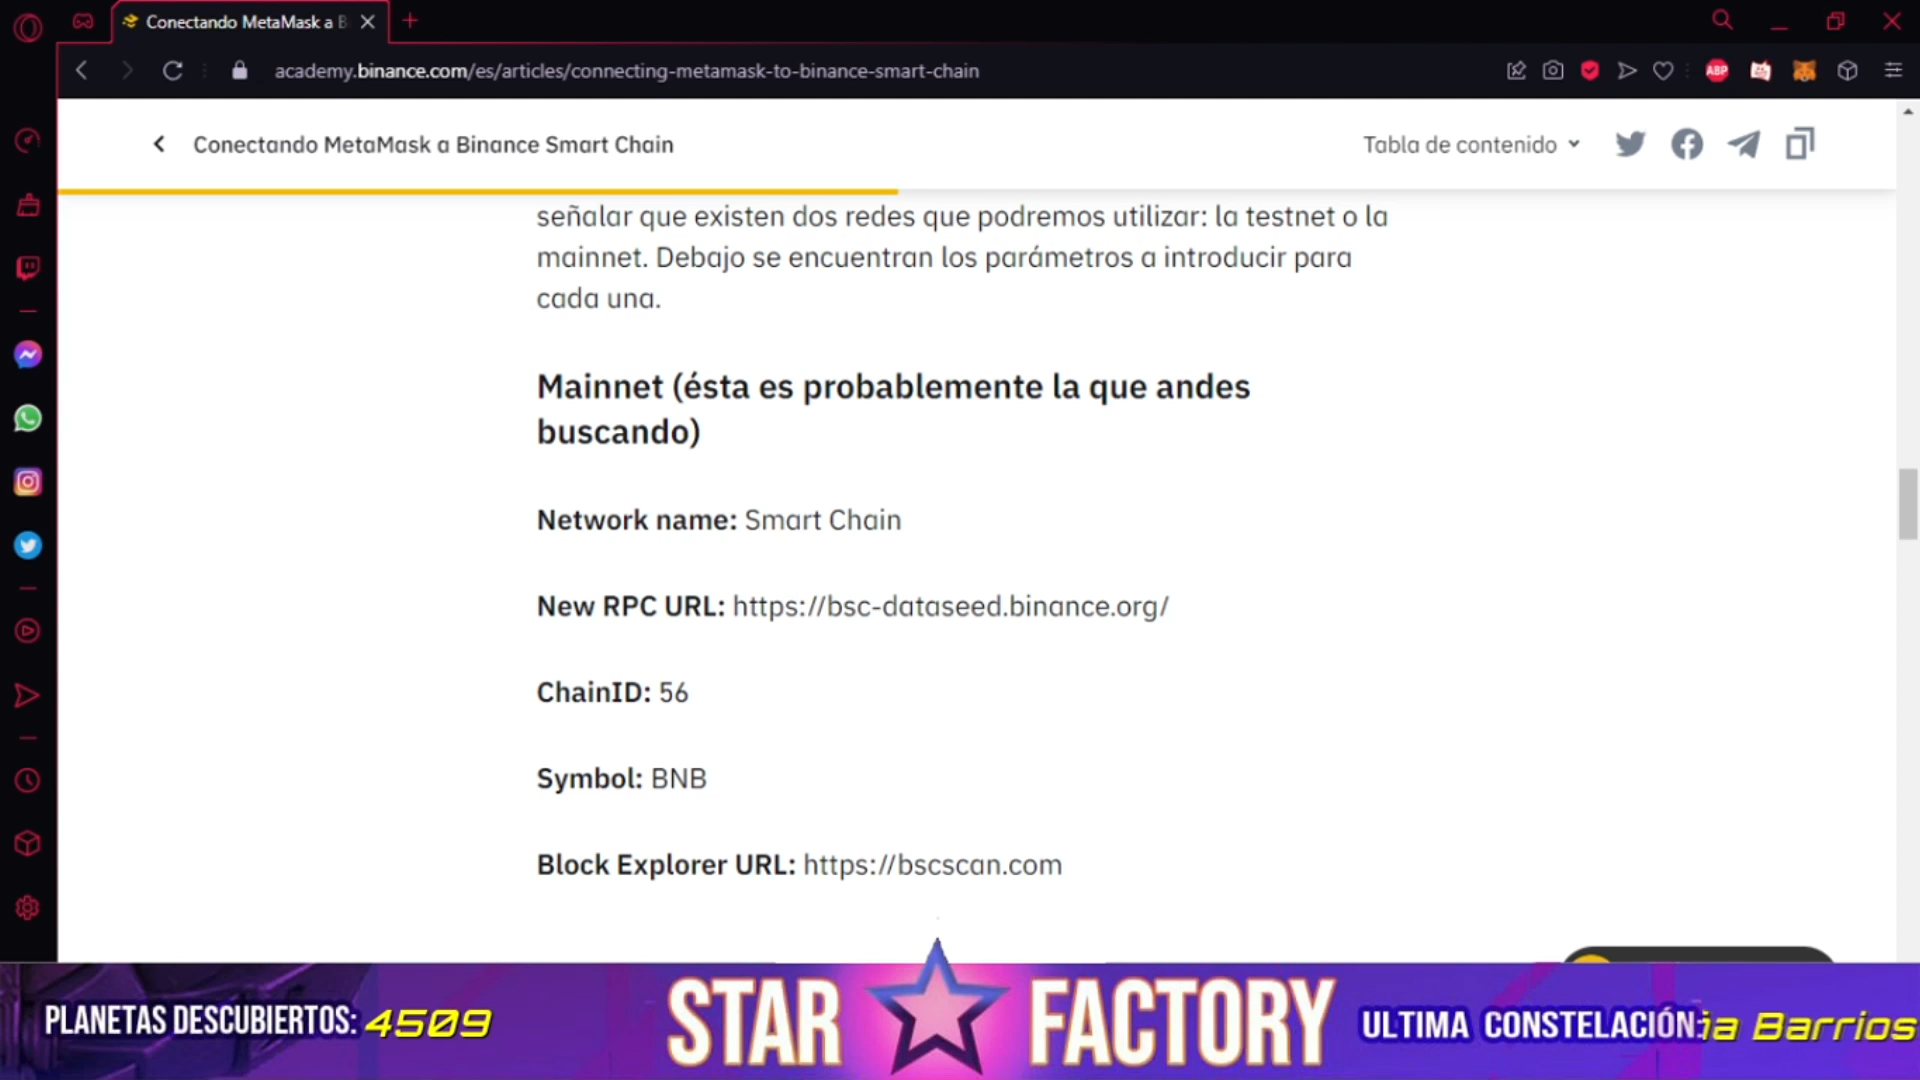 Conectando MetaMask a B
academy.binance.com/es/articles/connecting-metamask-to-binance-smart-chain
ABP
Conectando MetaMask a Binance Smart Chain
Tabla de contenido
señalar que existen dos redes que podremos utilizar: la testnet o la
mainnet. Debajo se encuentran los parámetros a introducir para
cada una.
Mainnet (ésta es probablemente la que andes
buscando)
Network name: Smart Chain
New RPC URL: https://bsc-dataseed.binance.org/
ChainID: 56
Symbol: BNB
Block Explorer URL: https://bscscan.com
PLANETAS DESCUBIERTOS: 4509
STAR FACTORY
ULTIMA CONSTELACIÓN: Barrios